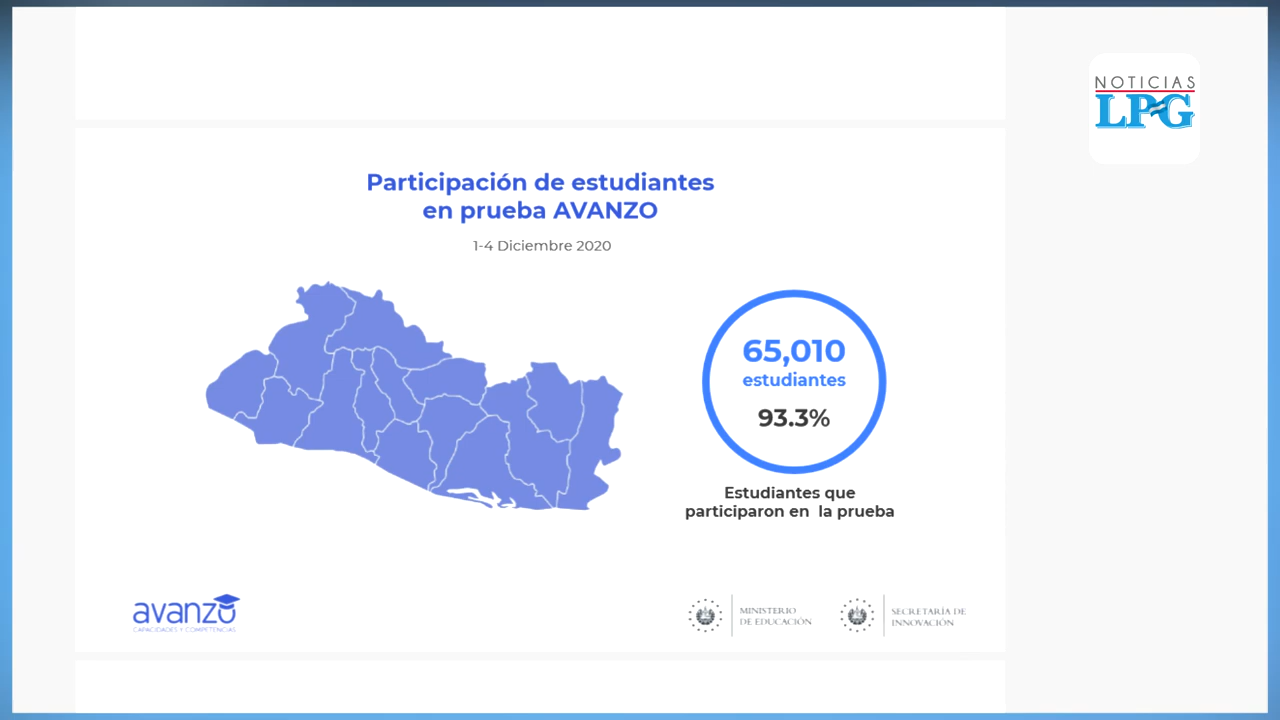 NOTICIAS
LPG
Participación de estudiantes
en prueba AVANZO
1-4 Diciembre 2020
65,010
estudiantes
93.3%
Estudiantes que
participaron en la prueba
avanzo
CAPACIDADES Y COMPETENCIAS
MINISTERIO
DE EDUCACIÓN
SECRETARÍA DE
INNOVACIÓN